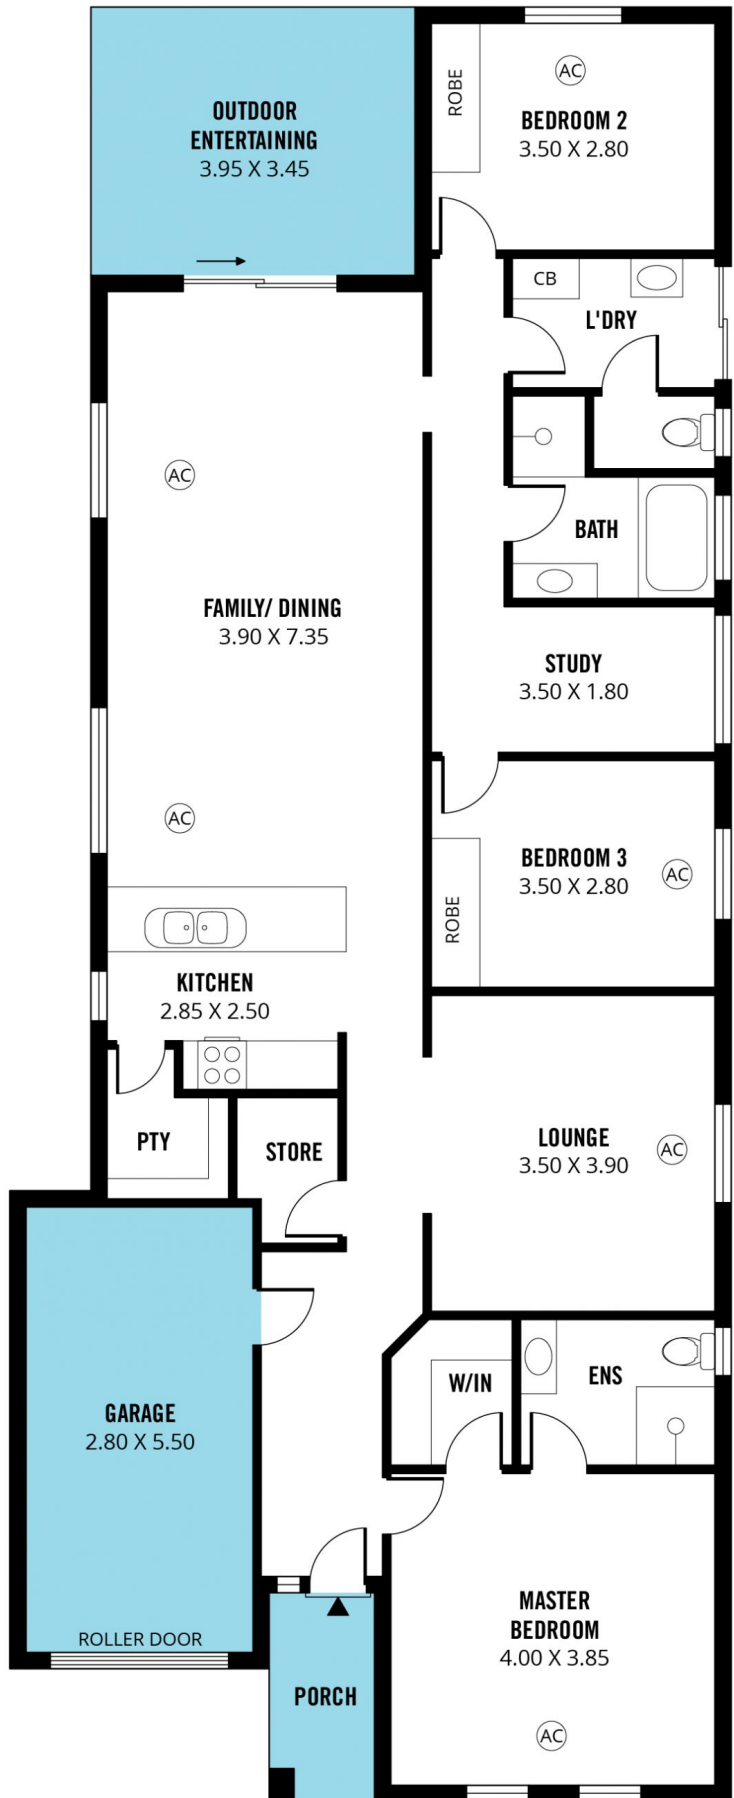 OUTDOOR
ENTERTAINING
3.95 X 3.45
ROBE
AC
BEDROOM 2
3.50 X 2.80
CB
L'DRY
AC
BATH
FAMILY/ DINING
3.90 X 7.35
STUDY
3.50 X 1.80
AC
BEDROOM 3
3.50 X 2.80
AC
ROBE
KITCHEN
2.85 X 2.50
PTY
STORE
LOUNGE
3.50 X 3.90
AC
W/IN
ENS
GARAGE
2.80 X 5.50
ROLLER DOOR
MASTER
BEDROOM
4.00 X 3.85
PORCH
AC